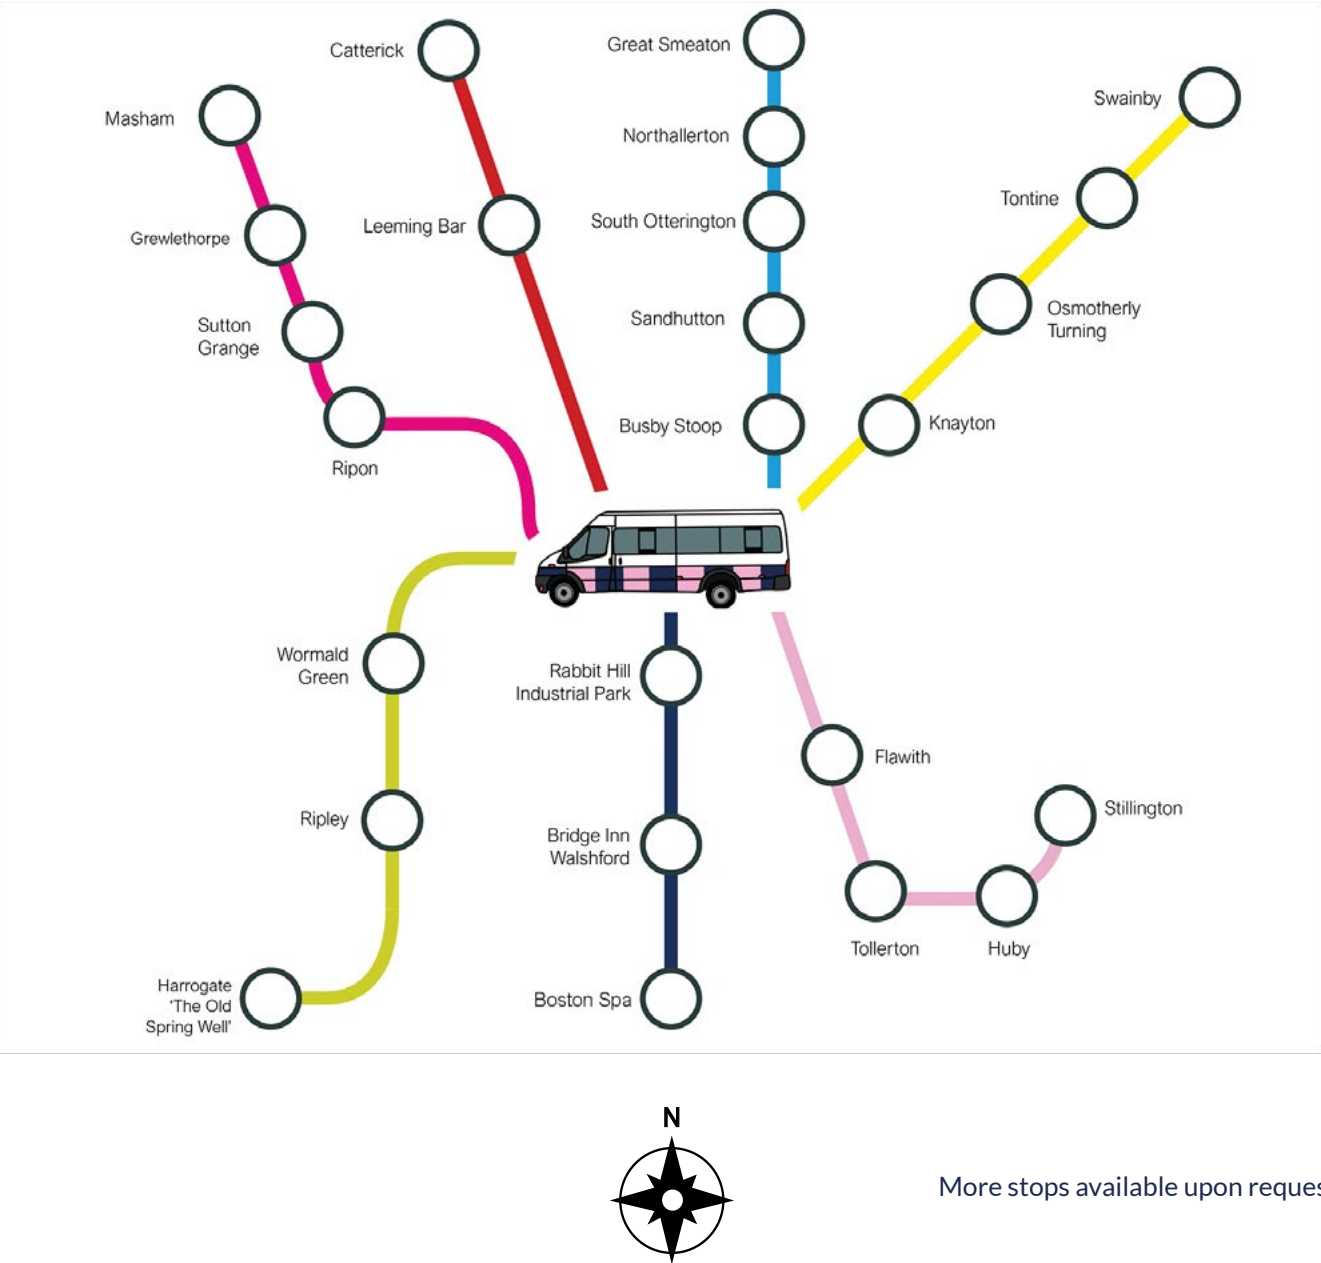 Catterick
Great Smeaton
Swainby
Masham
Northallerton
Tontine
South Otterington
Leeming Bar
Grewlethorpe
Osmotherly
Turning
Sandhutton
Sutton
Grange
Knayton
Busby Stoop
Ripon
Wormald
Green
Rabbit Hill
Industrial Park
Flawith
Stillington
Ripley
Bridge Inn
Walshford
Tollerton
Huby
Harrogate
'The Old
Spring Well'
Boston Spa
N
More stops available upon reques